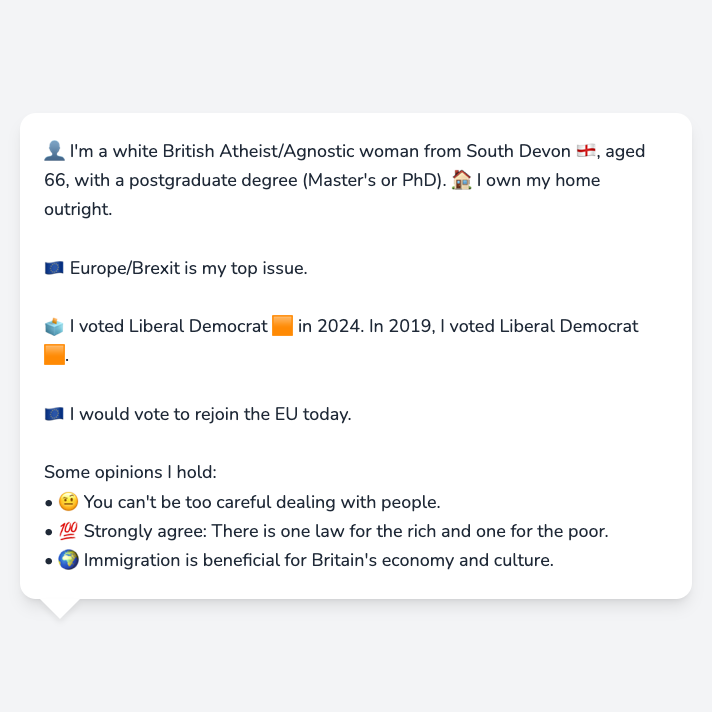 👤 I'm a white British Atheist/Agnostic woman from South Devon 🏴󠁧󠁢󠁥󠁮󠁧󠁿, aged
66, with a postgraduate degree (Master's or PhD). 🏠 I own my home
outright.
🇪🇺 Europe/Brexit is my top issue.
🗳️ I voted Liberal Democrat 🟧 in 2024. In 2019, I voted Liberal Democrat
🟧.
🇪🇺 I would vote to rejoin the EU today.
Some opinions I hold:
• 🤨 You can't be too careful dealing with people.
• 💯 Strongly agree: There is one law for the rich and one for the poor.
• 🌍 Immigration is beneficial for Britain's economy and culture.